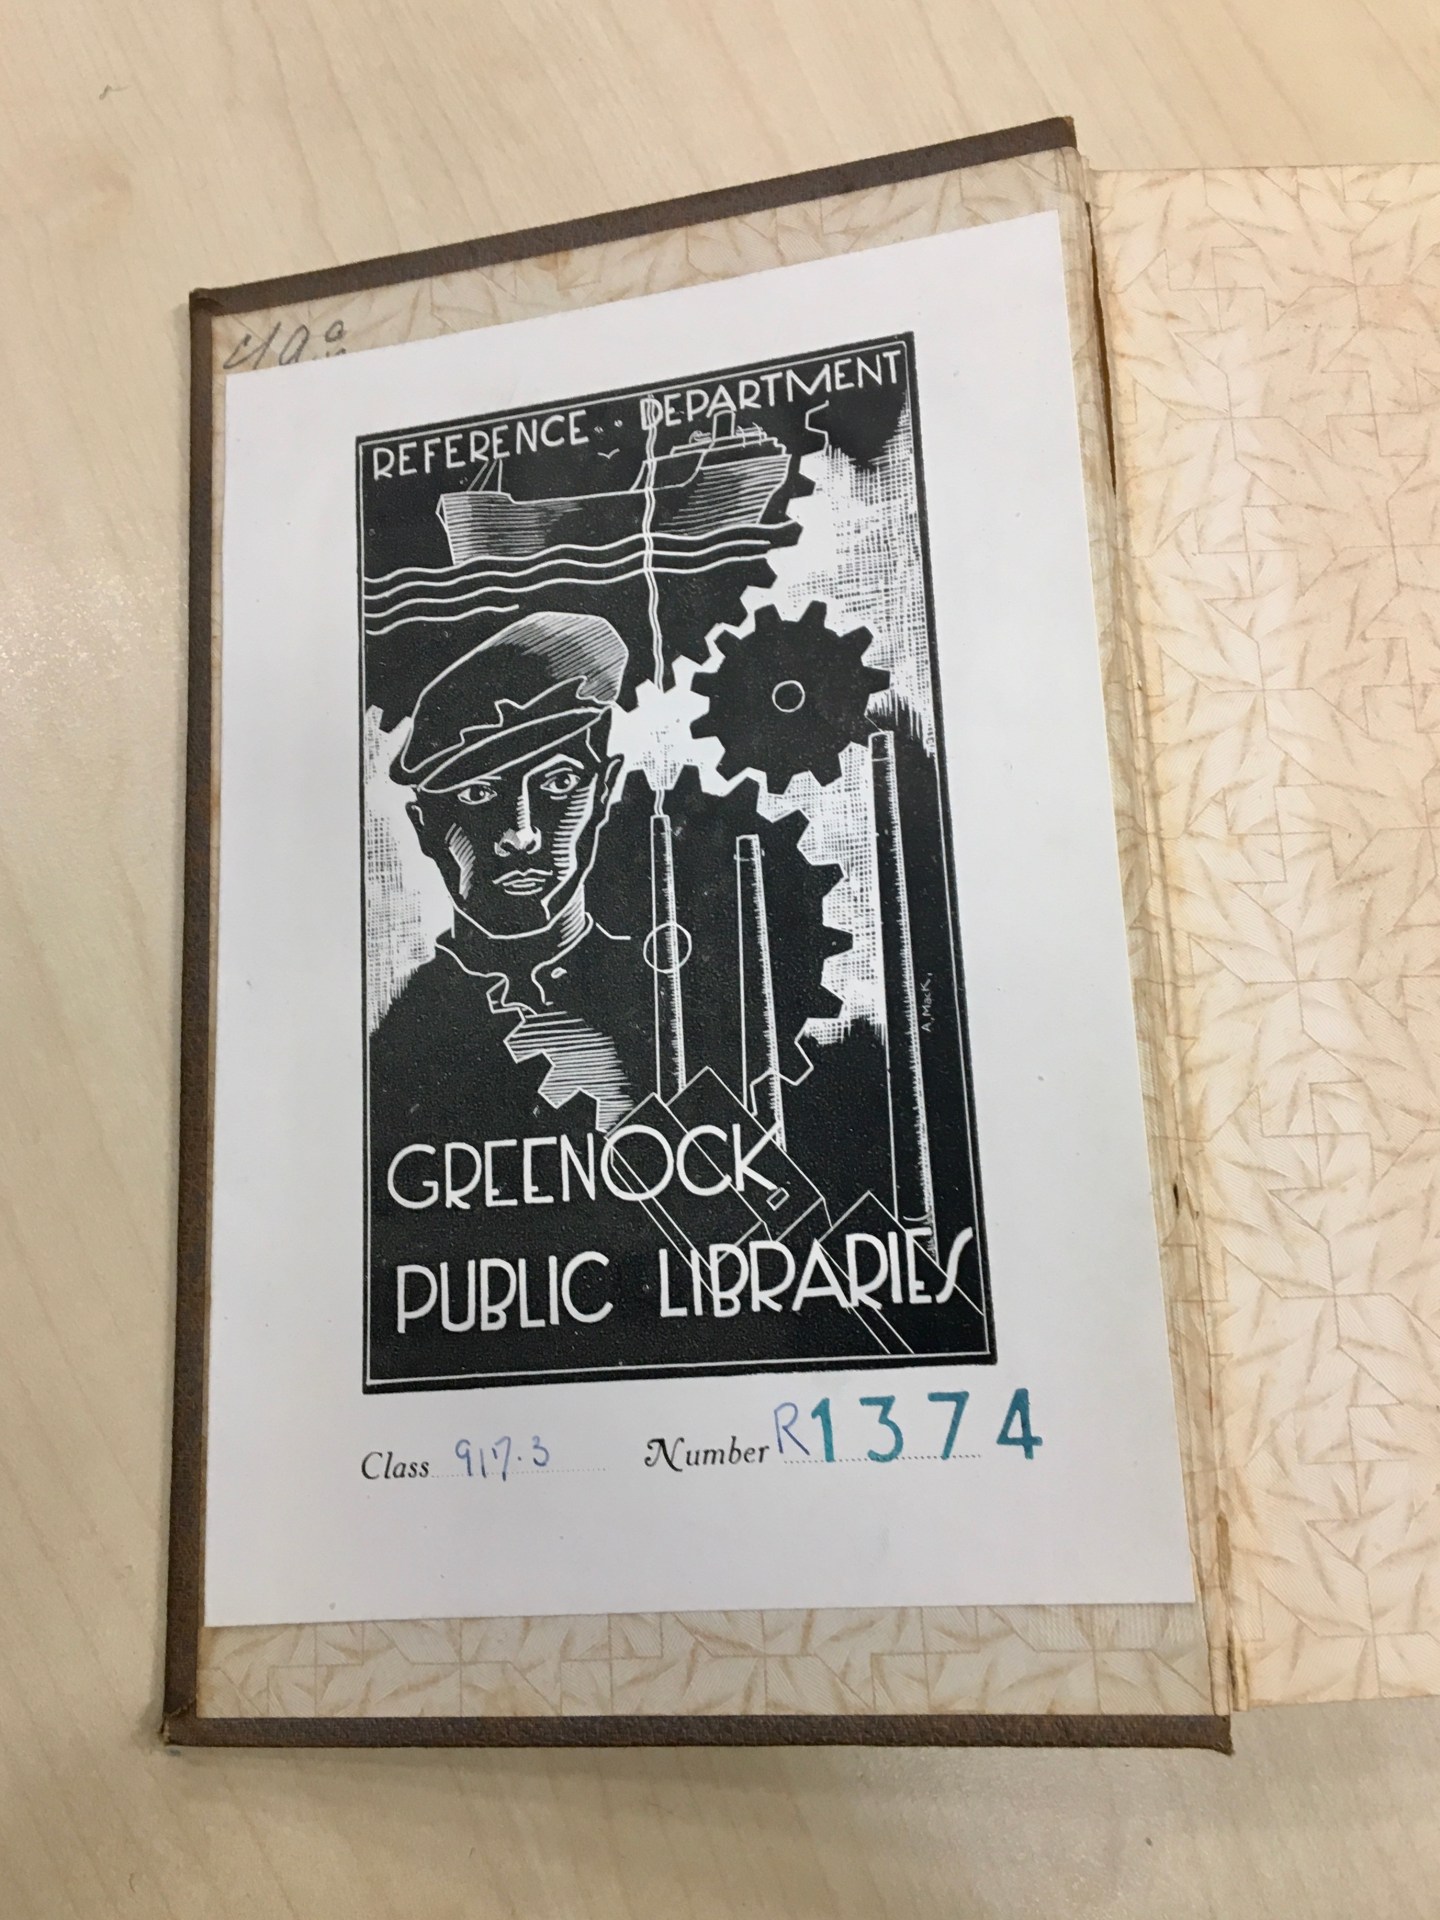 REFERENCE · DEPARTMENT
A. MacK.
GREENOCK
PUBLIC LIBRARIES
Class 917.3 Number R1374